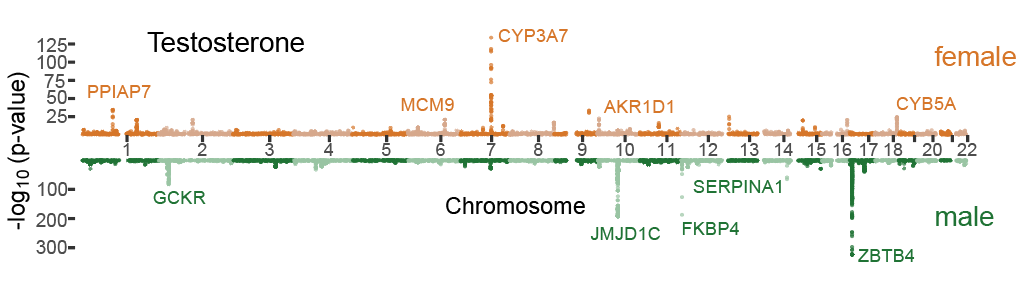 Testosterone
female
male
-log10 (p-value)
125
100
75
50
25
PPIAP7
MCM9
CYP3A7
AKR1D1
CYB5A
1 2 3 4 5 6 7 8 9 10 11 12 13 14 15 16 17 18 20 22
100
200
300
GCKR
Chromosome
JMJD1C
FKBP4
SERPINA1
ZBTB4